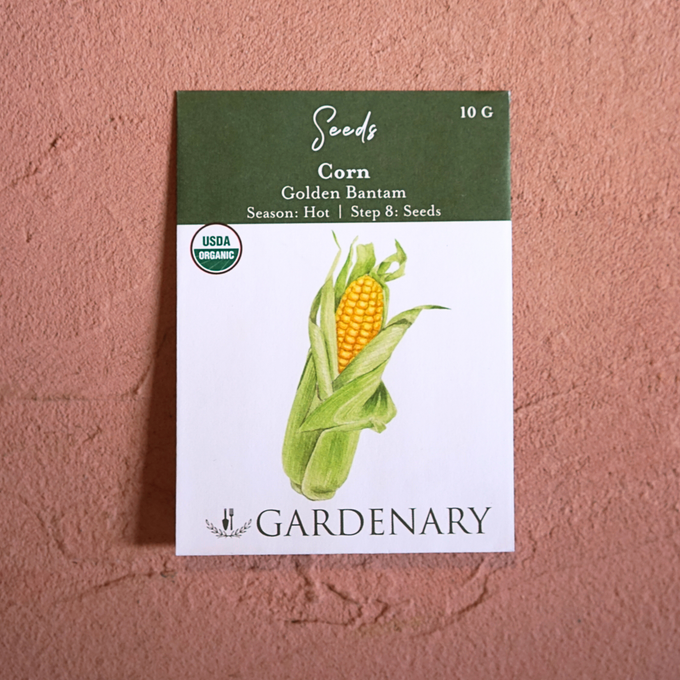 Seeds
10 G
Corn
Golden Bantam
Season: Hot | Step 8: Seeds
USDA
ORGANIC
GARDENARY